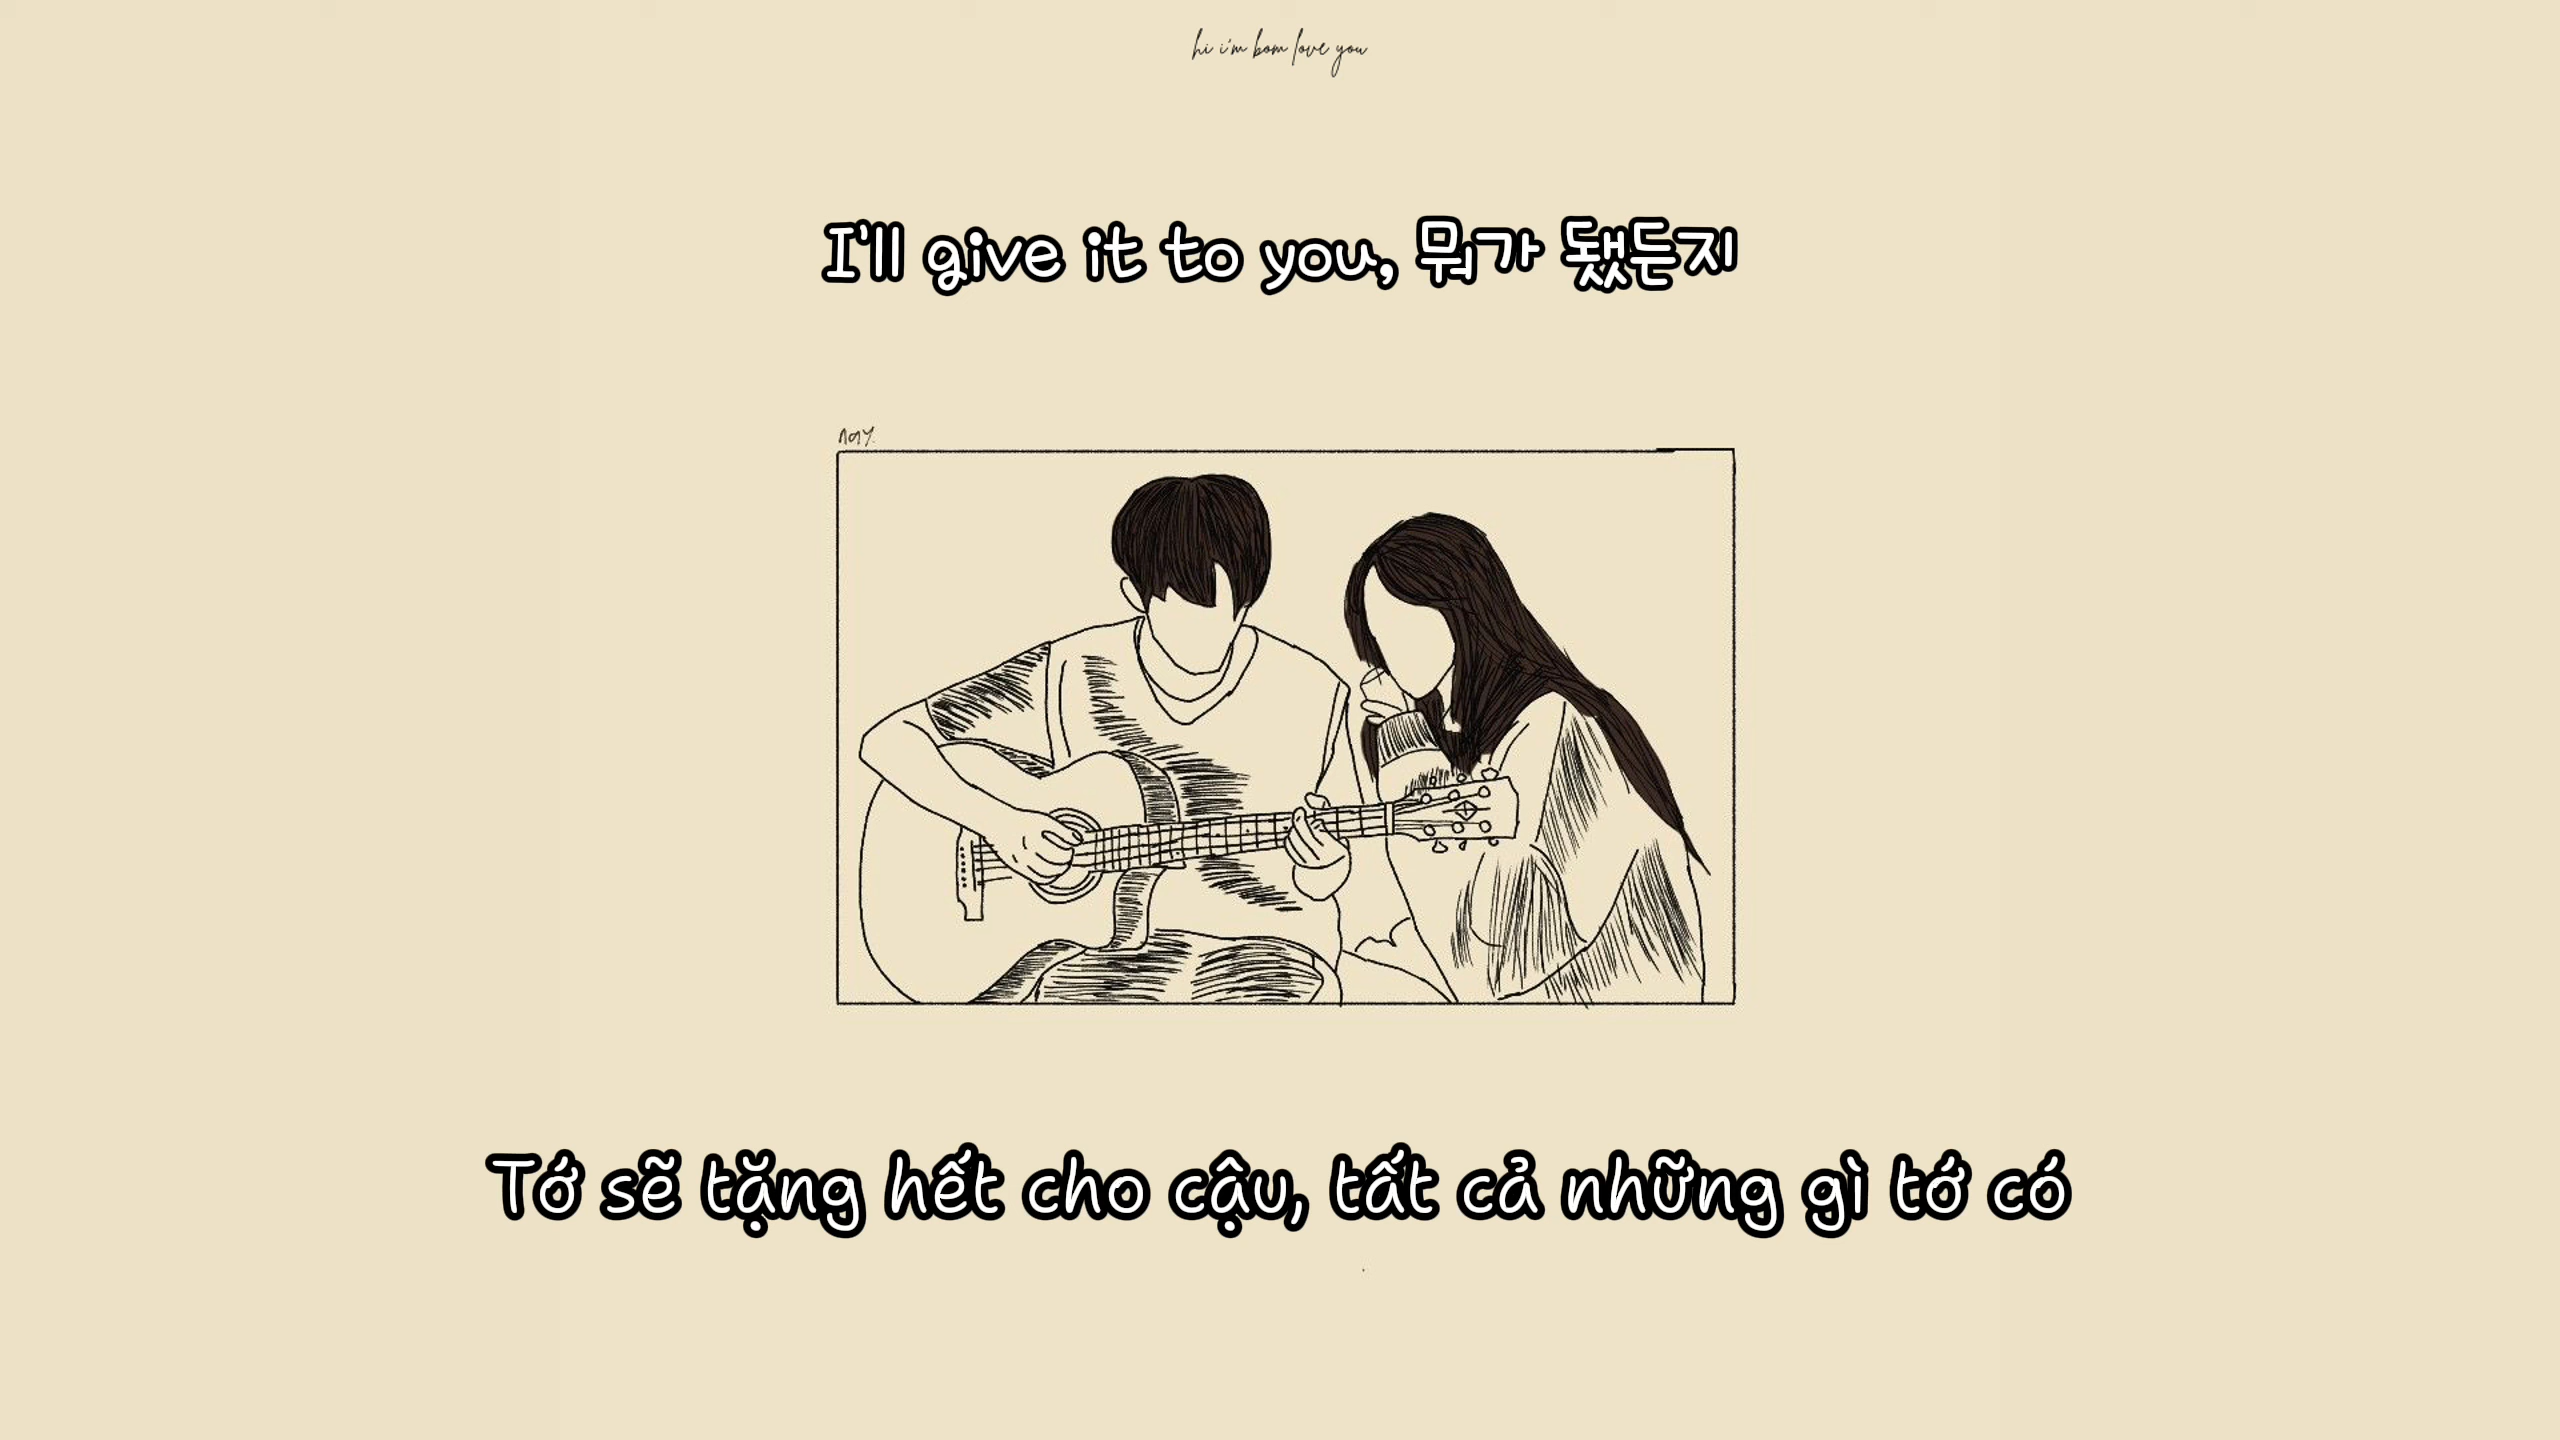 hi i'm bom love you
I'll give it to you, 뭐가 됐든지
Tớ sẽ tặng hết cho cậu, tất cả những gì tớ có